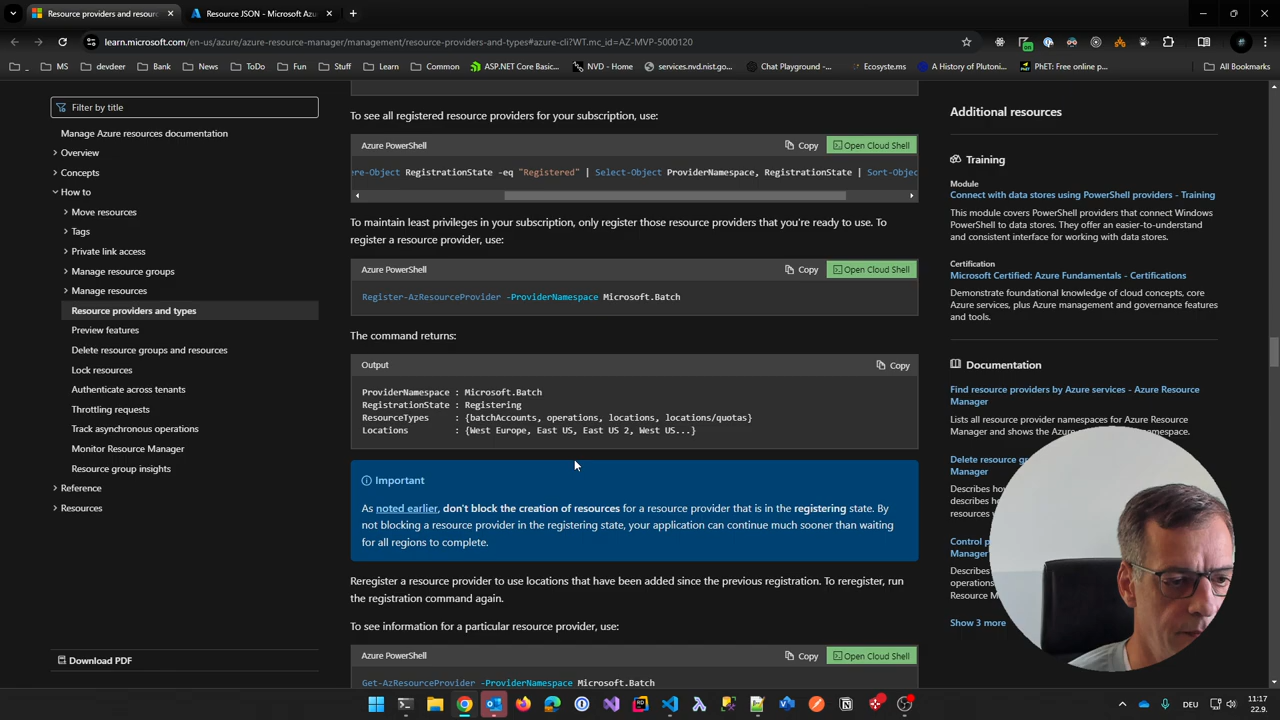 Resource providers and resour
Resource JSON - Microsoft Azu
learn.microsoft.com/en-us/azure/azure-resource-manager/management/resource-providers-and-types#azure-cli?WT.mc_id=AZ-MVP-5000120
MS devdeer Bank News ToDo Fun Stuff Learn Common ASP.NET Core Basic... NVD - Home services.nvd.nist.go... Chat Playground -... Ecosyste.ms A History of Plutoni... PhET: Free online p... All Bookmarks
Filter by title
Manage Azure resources documentation
Overview
Concepts
How to
Move resources
Tags
Private link access
Manage resource groups
Manage resources
Resource providers and types
Preview features
Delete resource groups and resources
Lock resources
Authenticate across tenants
Throttling requests
Track asynchronous operations
Monitor Resource Manager
Resource group insights
Reference
Resources
Download PDF
To see all registered resource providers for your subscription, use:
Azure PowerShell Copy Open Cloud Shell
ere-Object RegistrationState -eq "Registered" | Select-Object ProviderNamespace, RegistrationState | Sort-Objec
To maintain least privileges in your subscription, only register those resource providers that you're ready to use. To
register a resource provider, use:
Azure PowerShell Copy Open Cloud Shell
Register-AzResourceProvider -ProviderNamespace Microsoft.Batch
The command returns:
Output Copy
ProviderNamespace : Microsoft.Batch
RegistrationState : Registering
ResourceTypes : {batchAccounts, operations, locations, locations/quotas}
Locations : {West Europe, East US, East US 2, West US...}
Important
As noted earlier, don't block the creation of resources for a resource provider that is in the registering state. By
not blocking a resource provider in the registering state, your application can continue much sooner than waiting
for all regions to complete.
Reregister a resource provider to use locations that have been added since the previous registration. To reregister, run
the registration command again.
To see information for a particular resource provider, use:
Azure PowerShell Copy Open Cloud Shell
Get-AzResourceProvider -ProviderNamespace Microsoft.Batch
Additional resources
Training
Module
Connect with data stores using PowerShell providers - Training
This module covers PowerShell providers that connect Windows
PowerShell to data stores. They offer an easier-to-understand
and consistent interface for working with data stores.
Certification
Microsoft Certified: Azure Fundamentals - Certifications
Demonstrate foundational knowledge of cloud concepts, core
Azure services, plus Azure management and governance features
and tools.
Documentation
Find resource providers by Azure services - Azure Resource
Manager
Lists all resource provider namespaces for Azure Resource
Manager and shows the Azure
namespace.
Delete resource gr
Manager
Describes how
describes h
resources
Control p
Manager
Describes
operations
Resource M
Show 3 more
DEU
11:17
22.9.